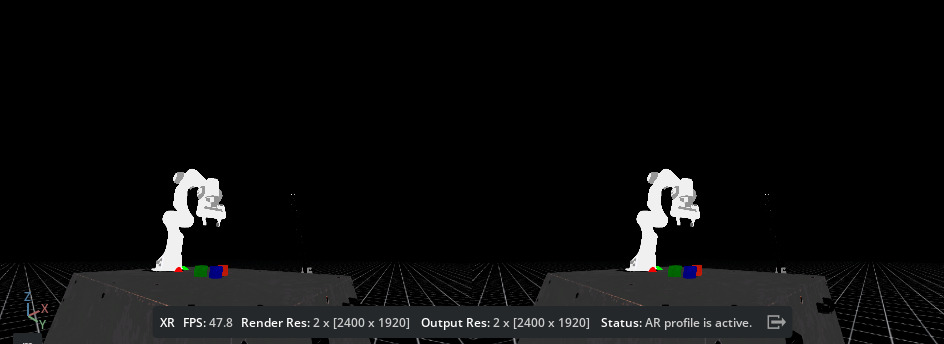 Z
X
Y
XR FPS: 47.8 Render Res: 2 x [2400 x 1920] Output Res: 2 x [2400 x 1920] Status: AR profile is active.